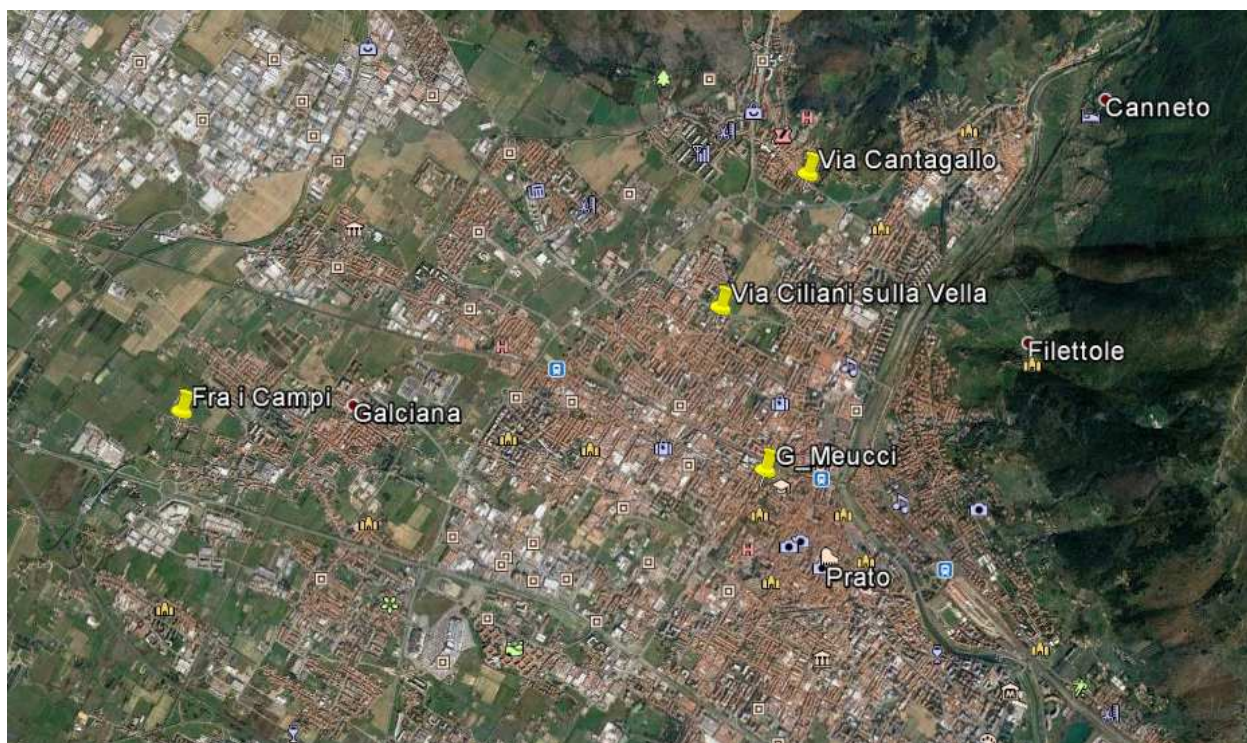 Canneto
Via Cantagallo
Via Ciliani sulla Vella
Filettole
Fra i Campi
Galciana
G_Meucci
Prato